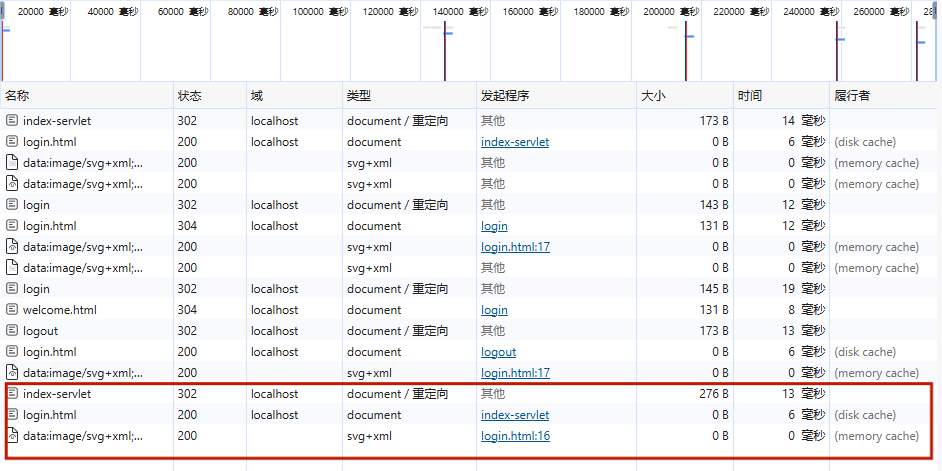 20000 毫秒 40000 毫秒 60000 毫秒 80000 毫秒 100000 毫秒 120000 毫秒 140000 毫秒 160000 毫秒 180000 毫秒 200000 毫秒 220000 毫秒 240000 毫秒 260000 毫秒 28
名称 状态 域 类型 发起程序 大小 时间 履行者
index-servlet 302 localhost document / 重定向 其他 173 B 14 毫秒
login.html 200 localhost document index-servlet 0 B 6 毫秒 (disk cache)
data:image/svg+xml;... 200 svg+xml 其他 0 B 0 毫秒 (memory cache)
data:image/svg+xml;... 200 svg+xml 其他 0 B 0 毫秒 (memory cache)
login 302 localhost document / 重定向 其他 143 B 12 毫秒
login.html 304 localhost document login 131 B 12 毫秒
data:image/svg+xml;... 200 svg+xml login.html:17 0 B 0 毫秒 (memory cache)
data:image/svg+xml;... 200 svg+xml 其他 0 B 0 毫秒 (memory cache)
login 302 localhost document / 重定向 其他 145 B 19 毫秒
welcome.html 304 localhost document login 131 B 8 毫秒
logout 302 localhost document / 重定向 其他 173 B 13 毫秒
login.html 200 localhost document logout 0 B 6 毫秒 (disk cache)
data:image/svg+xml;... 200 svg+xml login.html:17 0 B 0 毫秒 (memory cache)
index-servlet 302 localhost document / 重定向 其他 276 B 13 毫秒
login.html 200 localhost document index-servlet 0 B 6 毫秒 (disk cache)
data:image/svg+xml;... 200 svg+xml login.html:16 0 B 0 毫秒 (memory cache)